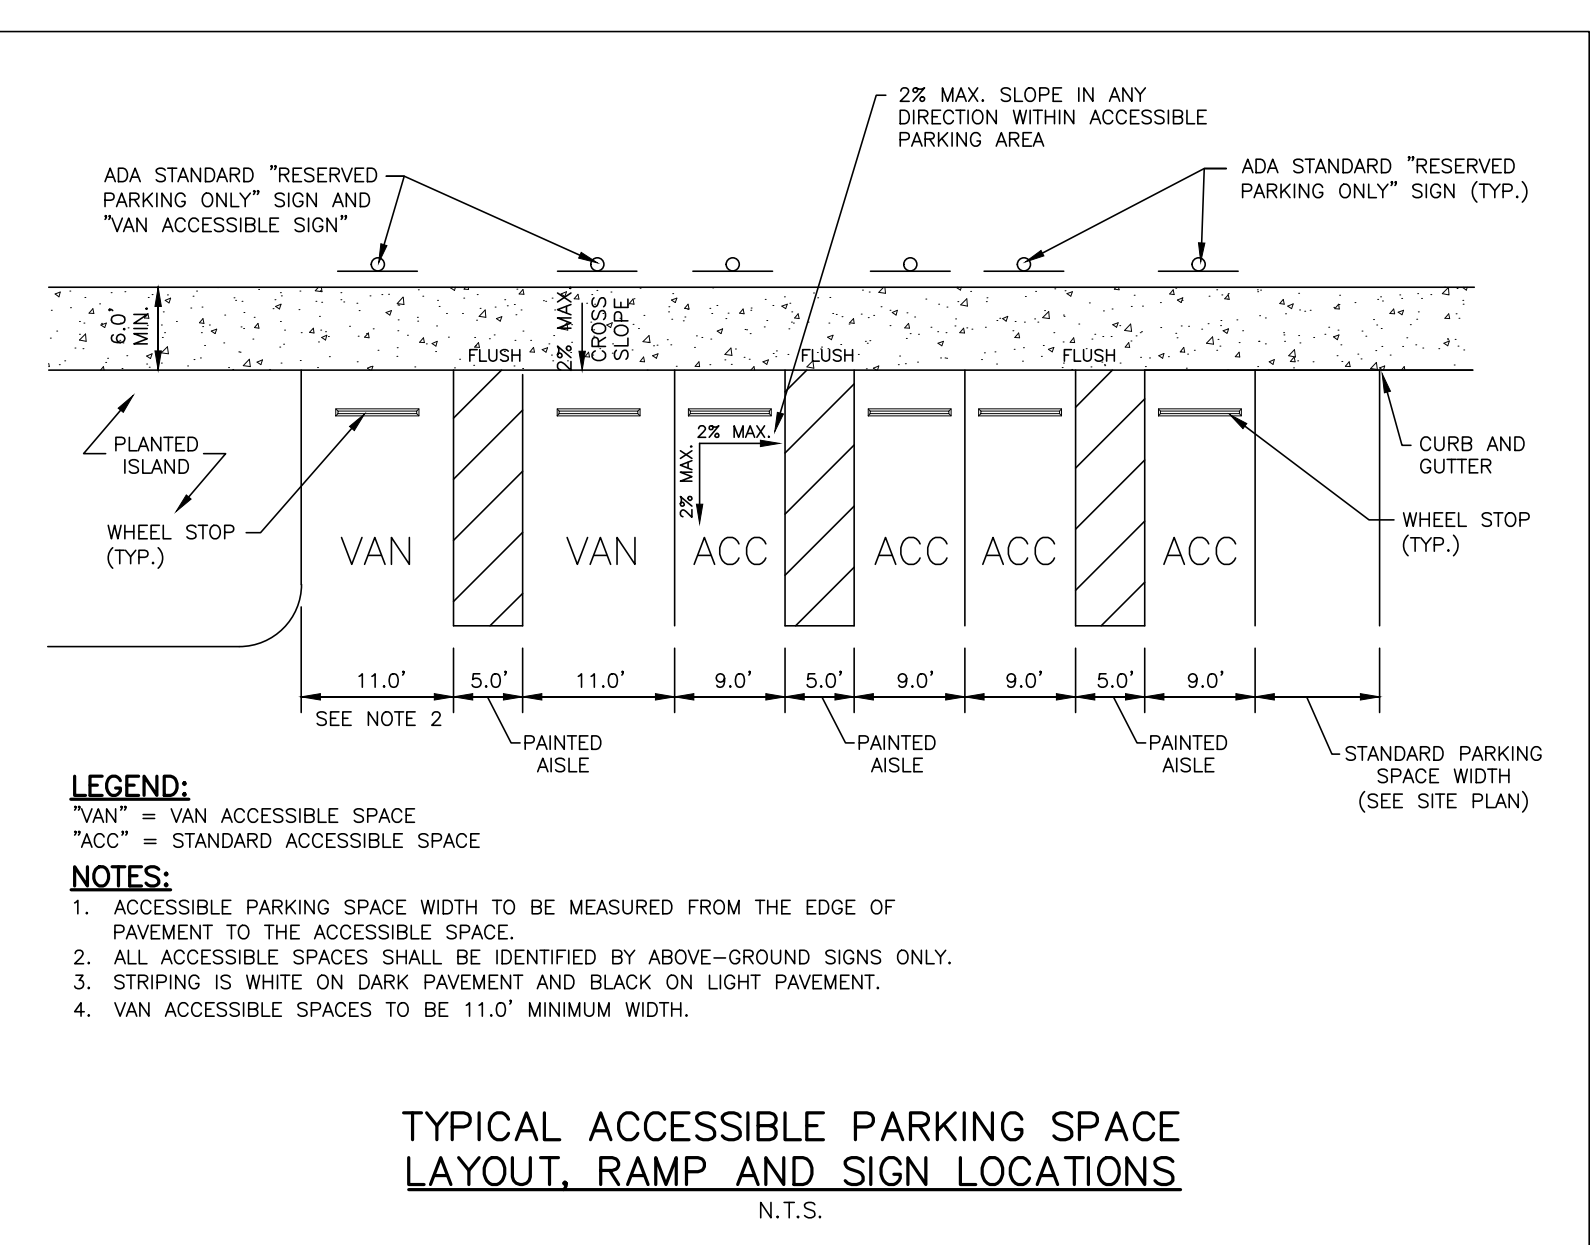 2% MAX. SLOPE IN ANY
DIRECTION WITHIN ACCESSIBLE
PARKING AREA
ADA STANDARD "RESERVED
PARKING ONLY" SIGN AND
"VAN ACCESSIBLE SIGN"
ADA STANDARD "RESERVED
PARKING ONLY" SIGN (TYP.)
6.0'
MIN.
2% MAX.
CROSS
SLOPE
FLUSH
FLUSH
FLUSH
PLANTED
ISLAND
2% MAX.
2% MAX.
CURB AND
GUTTER
WHEEL STOP
(TYP.)
WHEEL STOP
(TYP.)
VAN
VAN
ACC
ACC
ACC
ACC
11.0'
5.0'
11.0'
9.0'
5.0'
9.0'
9.0'
5.0'
9.0'
SEE NOTE 2
PAINTED
AISLE
PAINTED
AISLE
PAINTED
AISLE
STANDARD PARKING
SPACE WIDTH
(SEE SITE PLAN)
LEGEND:
"VAN" = VAN ACCESSIBLE SPACE
"ACC" = STANDARD ACCESSIBLE SPACE
NOTES:
1. ACCESSIBLE PARKING SPACE WIDTH TO BE MEASURED FROM THE EDGE OF
PAVEMENT TO THE ACCESSIBLE SPACE.
2. ALL ACCESSIBLE SPACES SHALL BE IDENTIFIED BY ABOVE-GROUND SIGNS ONLY.
3. STRIPING IS WHITE ON DARK PAVEMENT AND BLACK ON LIGHT PAVEMENT.
4. VAN ACCESSIBLE SPACES TO BE 11.0' MINIMUM WIDTH.
TYPICAL ACCESSIBLE PARKING SPACE
LAYOUT, RAMP AND SIGN LOCATIONS
N.T.S.